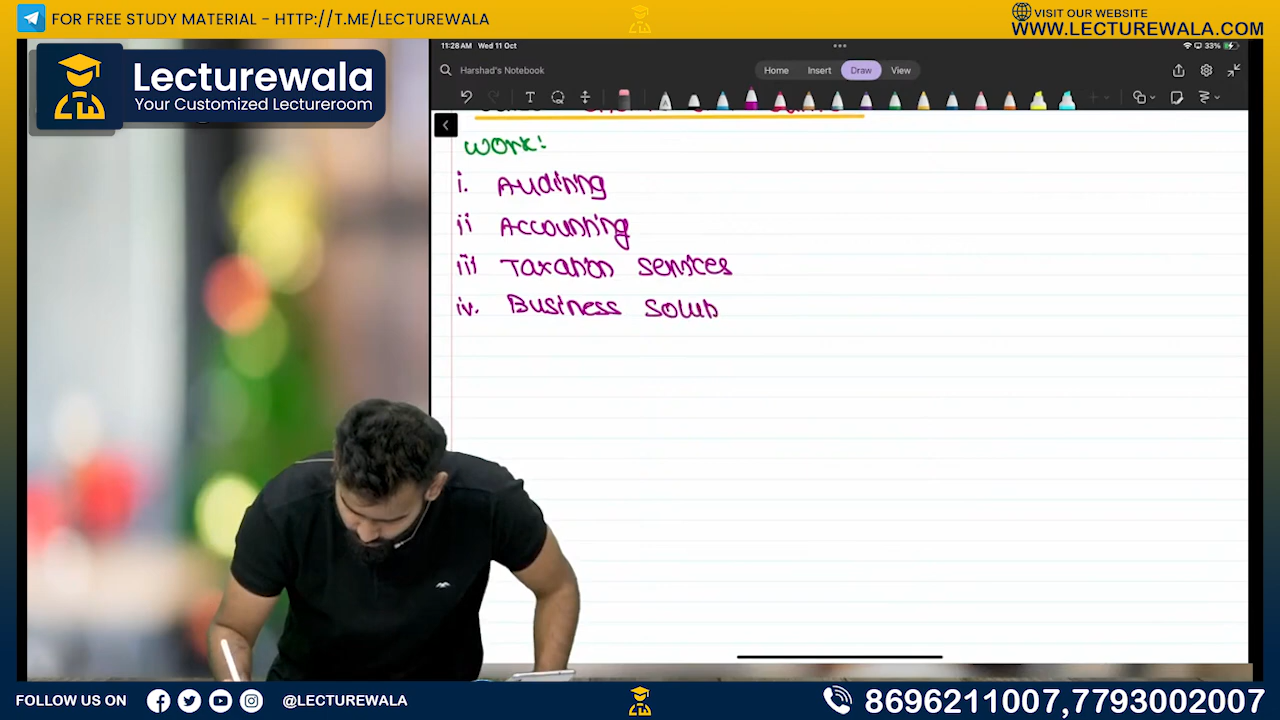 FOR FREE STUDY MATERIAL - HTTP://T.ME/LECTUREWALA
VISIT OUR WEBSITE
WWW.LECTUREWALA.COM
Lecturewala
Your Customized Lectureroom
11:28 AM Wed 11 Oct
33%
Harshad's Notebook
Home Insert Draw View
Work:
i. Auditing
ii Accounting
iii Taxation Services
iv. Business Soluti
FOLLOW US ON @LECTUREWALA
8696211007,7793002007